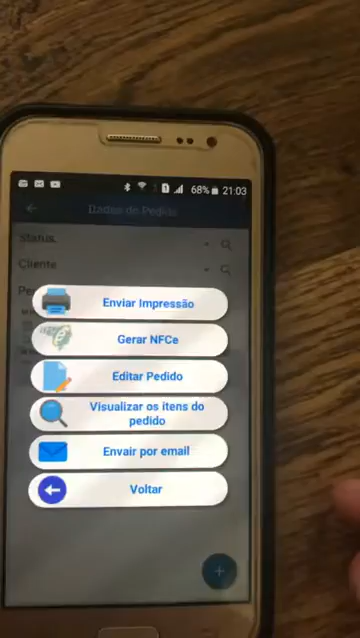 68% 21:03
Dados do Pedido
Status.
Cliente
Pe
Enviar Impressão
Gerar NFCe
Editar Pedido
Visualizar os itens do
pedido
Envair por email
Voltar
+